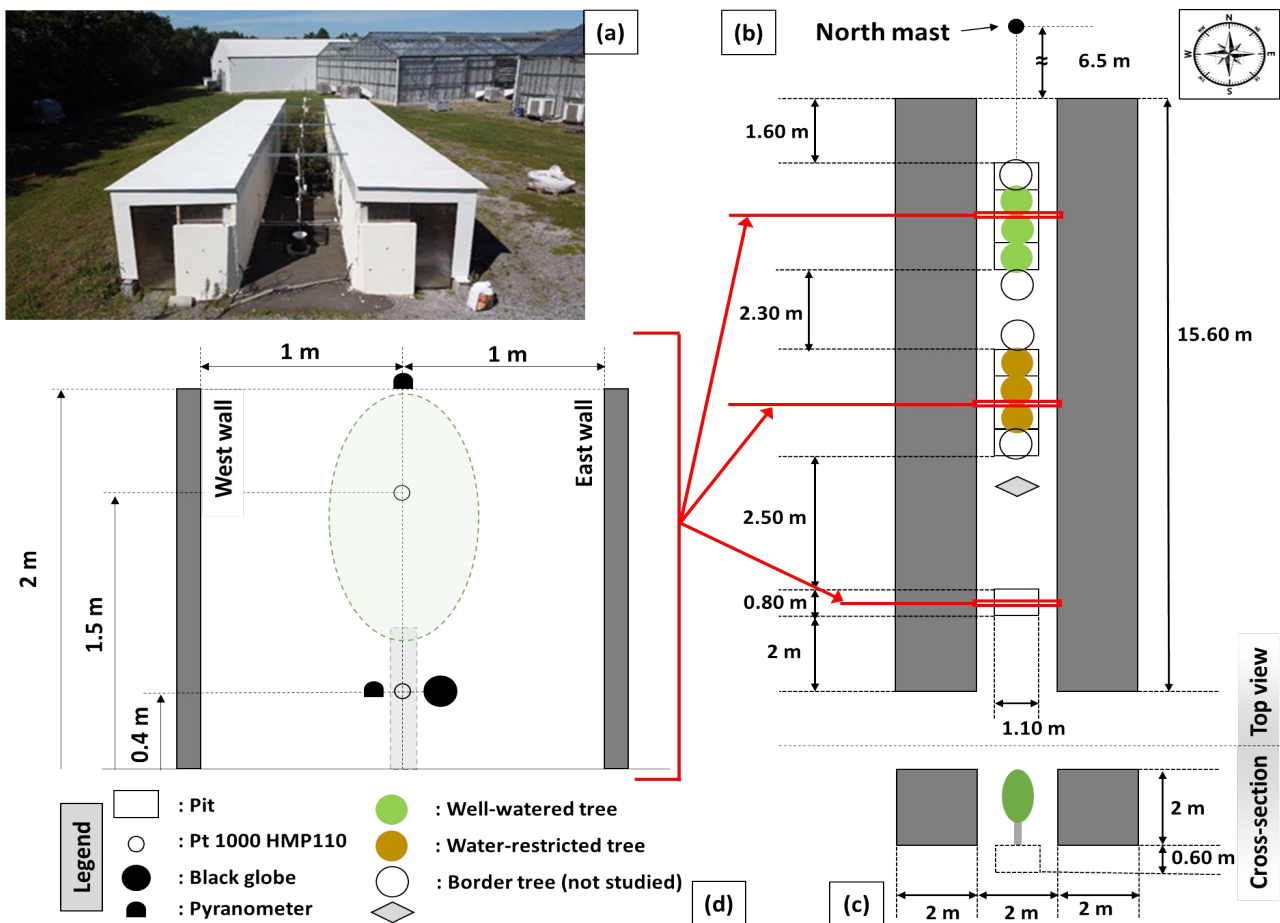 (a)
(b)
North mast
N
W
E
S
6.5 m
≈
1.60 m
2.30 m
15.60 m
2.50 m
0.80 m
2 m
1.10 m
1 m
1 m
West wall
East wall
2 m
1.5 m
0.4 m
Top view
Cross-section
2 m
0.60 m
2 m
2 m
2 m
(c)
(d)
Legend
: Pit
: Pt 1000 HMP110
: Black globe
: Pyranometer
: Well-watered tree
: Water-restricted tree
: Border tree (not studied)